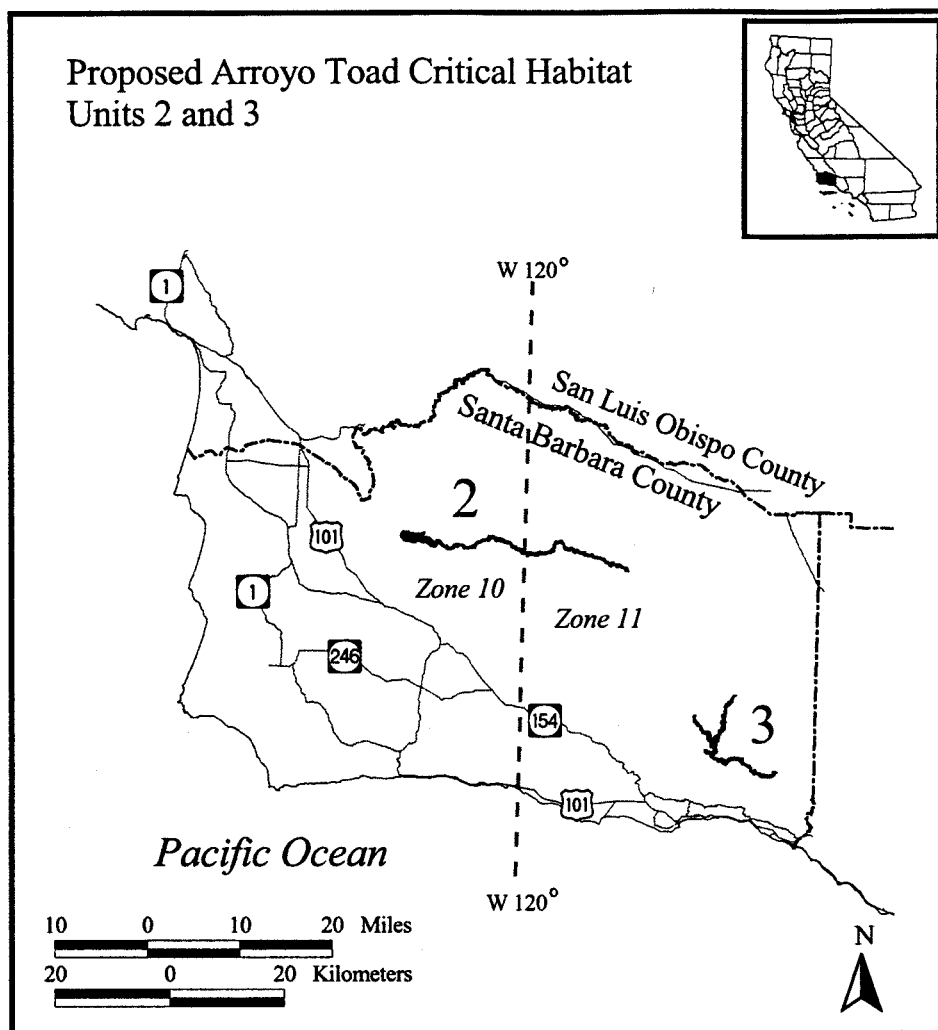 Proposed Arroyo Toad Critical Habitat
Units 2 and 3
W 120°
1
San Luis Obispo County
Santa Barbara County
2
101
Zone 10
1
Zone 11
246
154
3
101
Pacific Ocean
W 120°
10 0 10 20 Miles
20 0 20 Kilometers
N